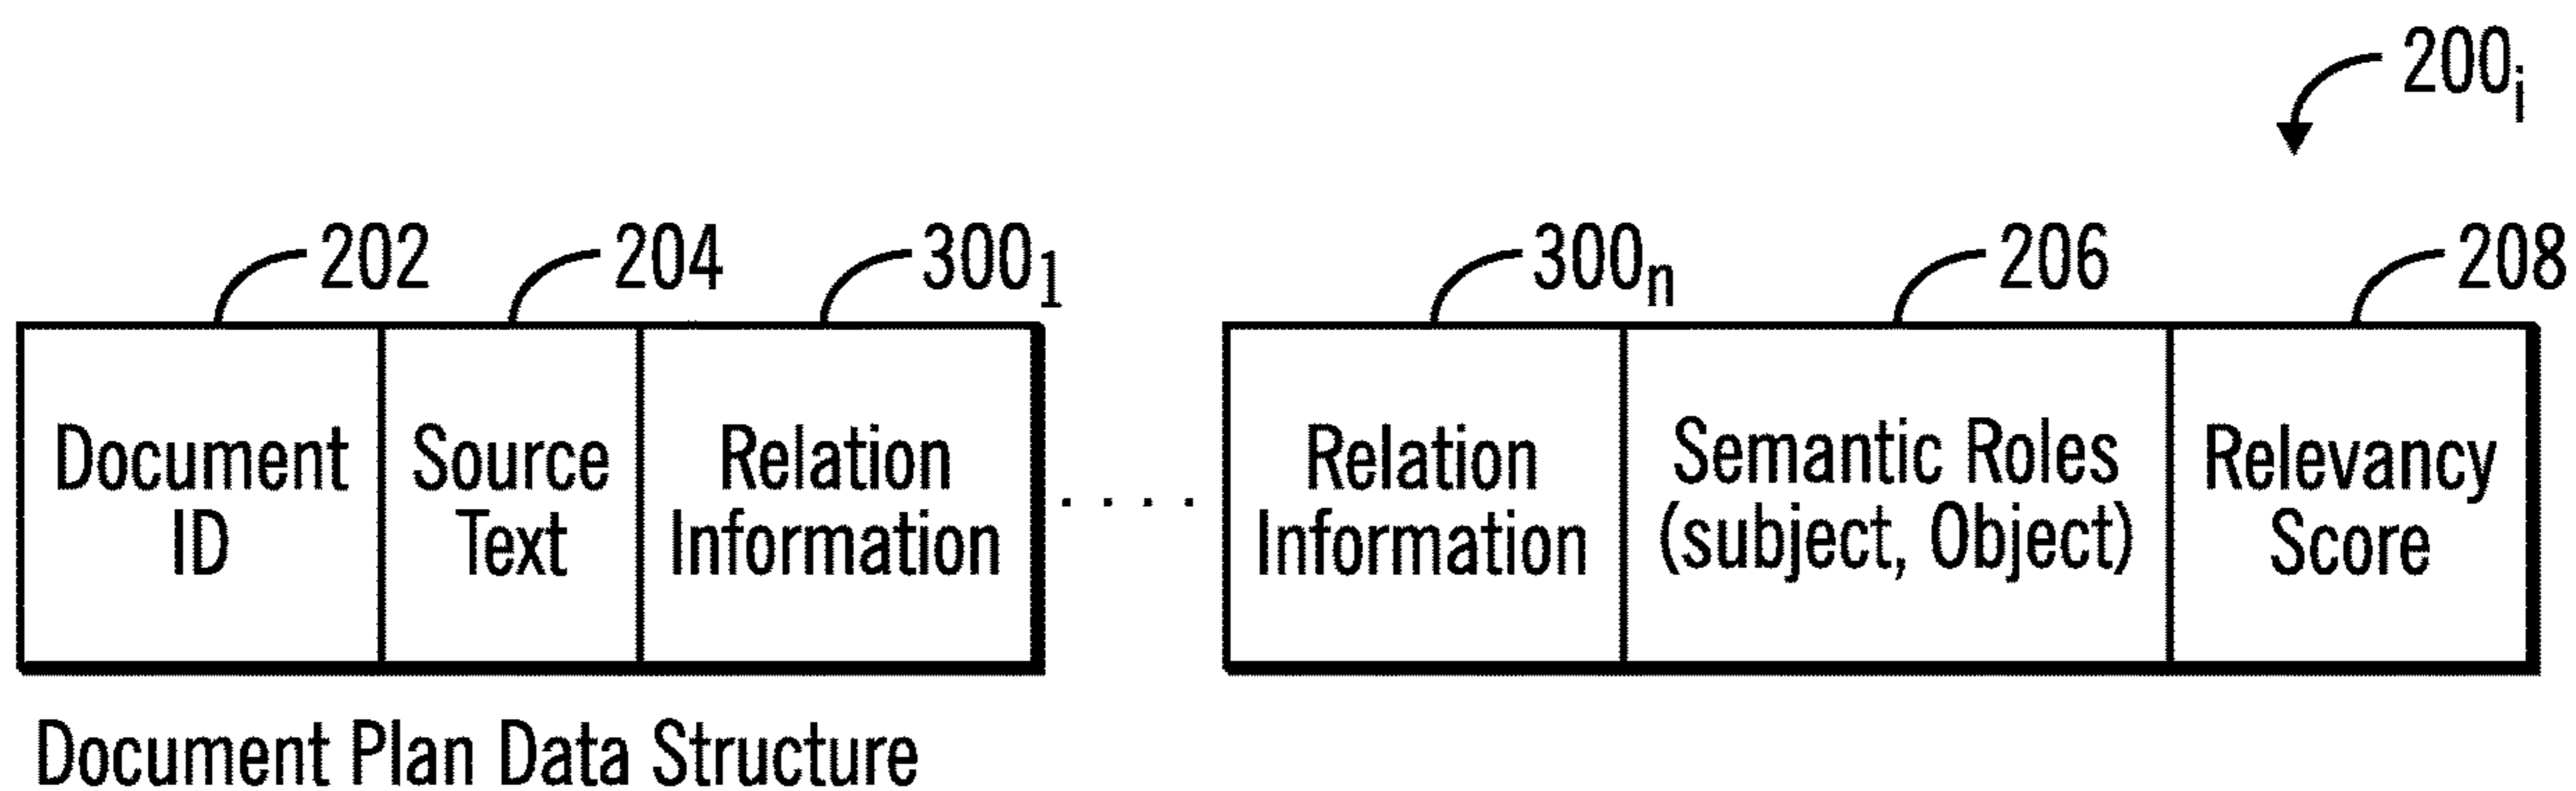 200i
202 204 300₁ 300ₙ 206 208
Document ID
Source Text
Relation Information
. . . .
Relation Information
Semantic Roles (subject, Object)
Relevancy Score
Document Plan Data Structure